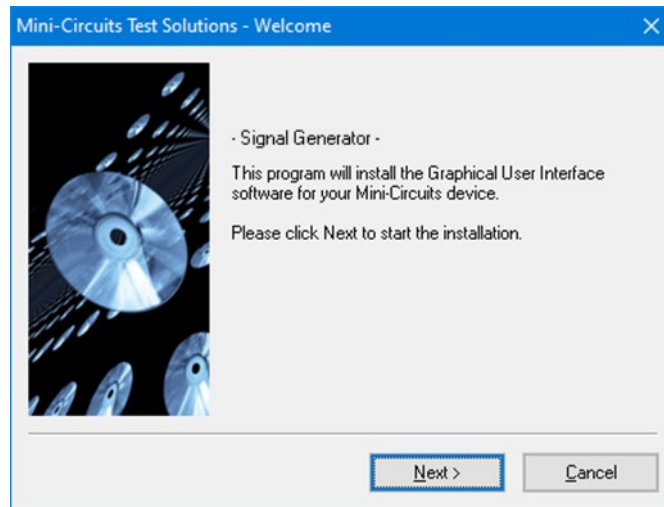 Mini-Circuits Test Solutions - Welcome
- Signal Generator -
This program will install the Graphical User Interface
software for your Mini-Circuits device.
Please click Next to start the installation.
Next >
Cancel